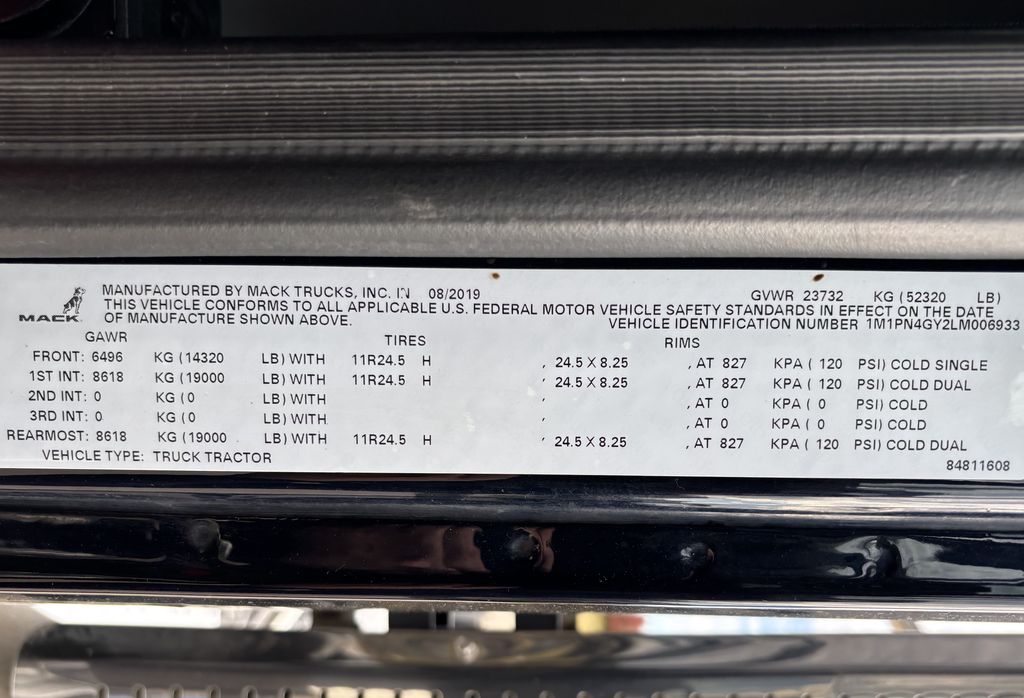 MANUFACTURED BY MACK TRUCKS, INC. IN 08/2019 GVWR 23732 KG (52320 LB)
THIS VEHICLE CONFORMS TO ALL APPLICABLE U.S. FEDERAL MOTOR VEHICLE SAFETY STANDARDS IN EFFECT ON THE DATE
MACK OF MANUFACTURE SHOWN ABOVE. VEHICLE IDENTIFICATION NUMBER 1M1PN4GY2LM006933
GAWR TIRES RIMS
FRONT: 6496 KG (14320 LB) WITH 11R24.5 H , 24.5 X 8.25 , AT 827 KPA ( 120 PSI) COLD SINGLE
1ST INT: 8618 KG (19000 LB) WITH 11R24.5 H , 24.5 X 8.25 , AT 827 KPA ( 120 PSI) COLD DUAL
2ND INT: 0 KG (0 LB) WITH , , AT 0 KPA ( 0 PSI) COLD
3RD INT: 0 KG (0 LB) WITH , , AT 0 KPA ( 0 PSI) COLD
REARMOST: 8618 KG (19000 LB) WITH 11R24.5 H , 24.5 X 8.25 , AT 827 KPA ( 120 PSI) COLD DUAL
VEHICLE TYPE: TRUCK TRACTOR 84811608